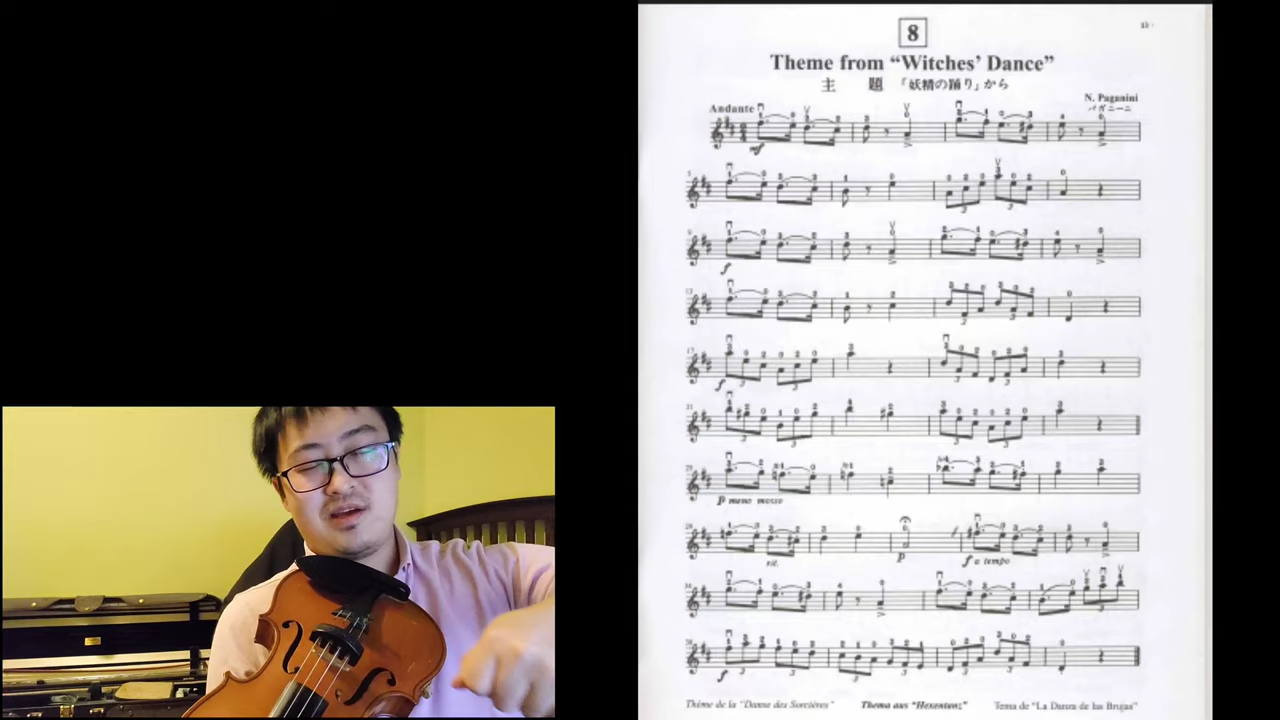 13
8
Theme from “Witches’ Dance”
主 題 「妖精の踊り」から
N. Paganini
パガニーニ
Andante
mf
f
f
p meno mosso
rit.
p
f a tempo
f
Thème de la “Danse des Sorcières”
Thema aus “Hexentanz”
Tema de “La Danza de las Brujas”